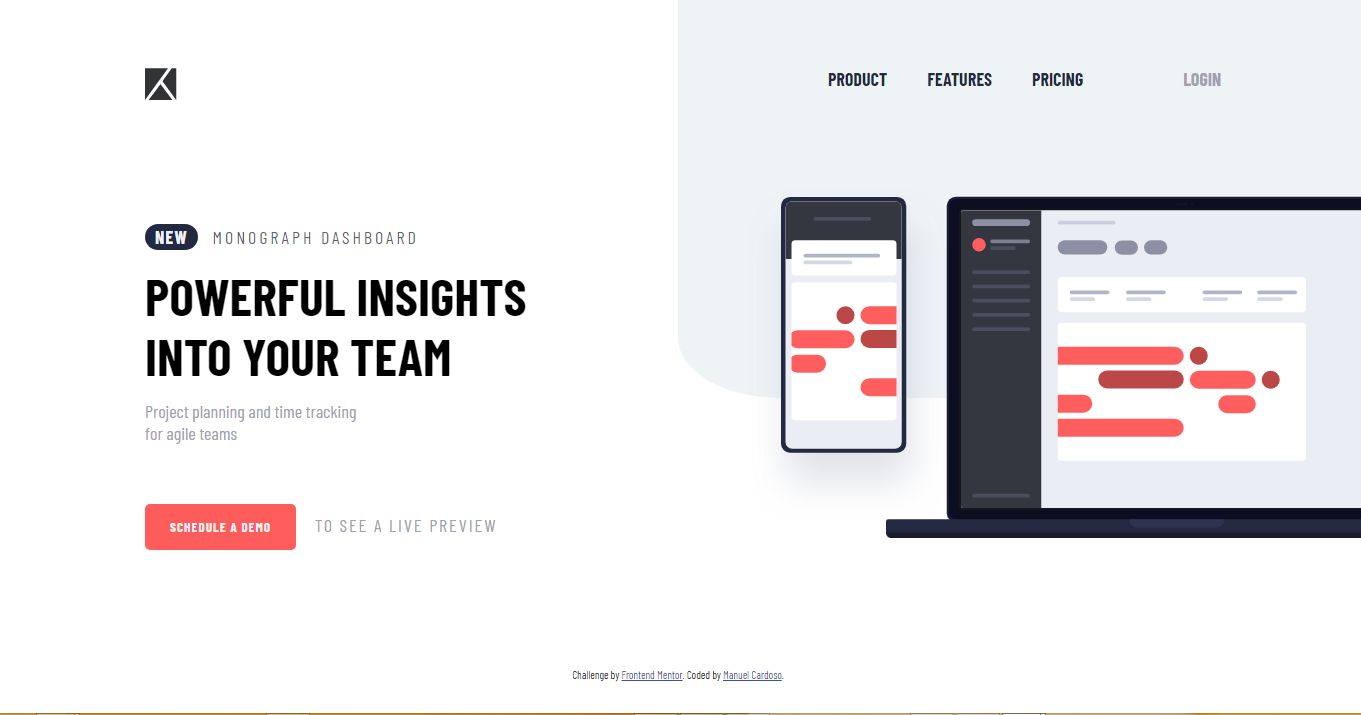 PRODUCT FEATURES PRICING LOGIN
NEW MONOGRAPH DASHBOARD
POWERFUL INSIGHTS
INTO YOUR TEAM
Project planning and time tracking
for agile teams
SCHEDULE A DEMO TO SEE A LIVE PREVIEW
Challenge by Frontend Mentor. Coded by Manuel Cardoso.